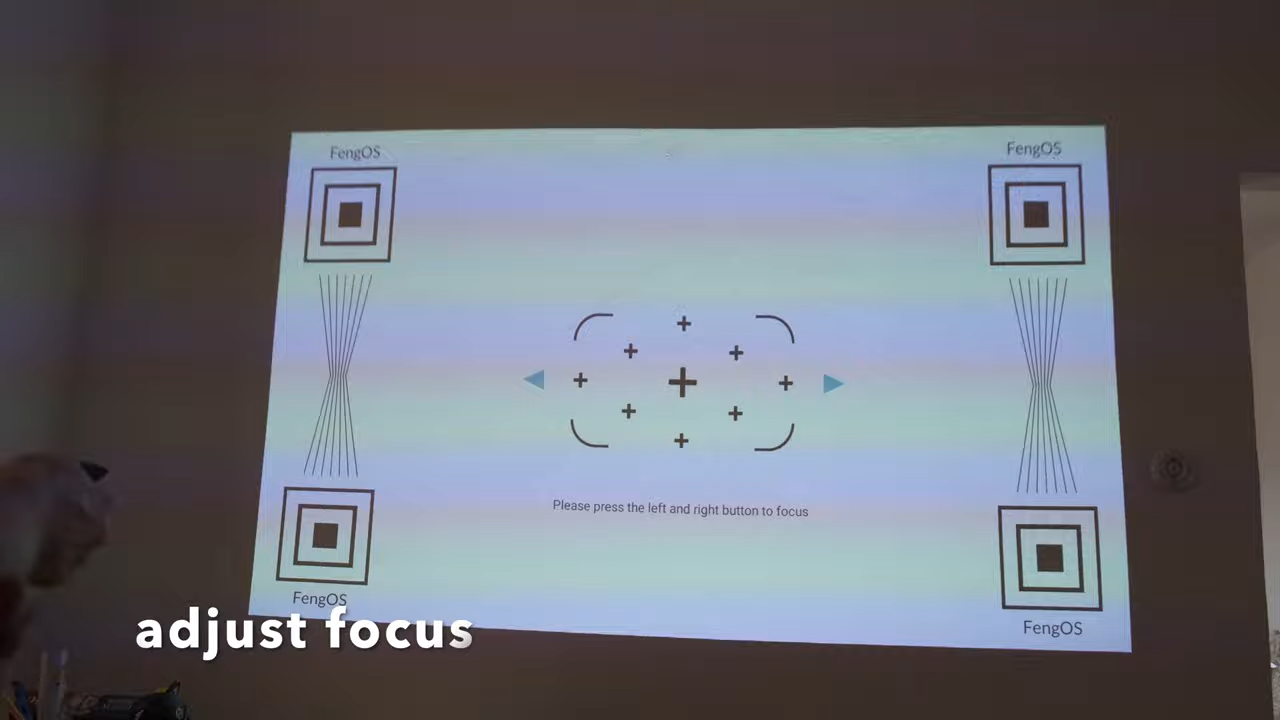 FengOS
FengOS
Please press the left and right button to focus
FengOS
FengOS
adjust focus